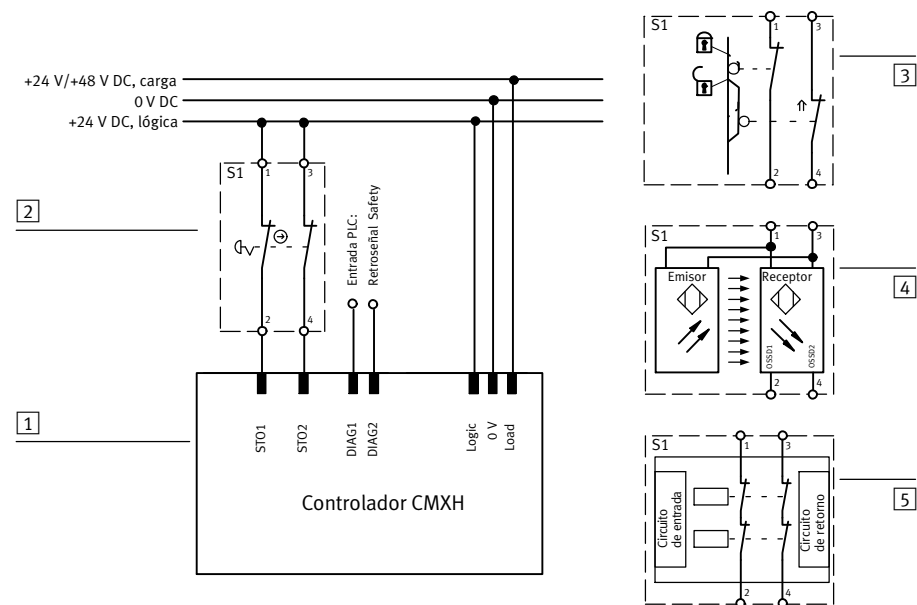 +24 V/+48 V DC, carga
0 V DC
+24 V DC, lógica
2
S1
1
3
2
4
Entrada PLC:
Retroseñal Safety
1
STO1
STO2
DIAG1
DIAG2
Logic
0 V
Load
Controlador CMXH
S1
1
3
2
4
3
S1
1
3
Emisor
Receptor
OSSD1
OSSD2
2
4
4
S1
1
3
Circuito
de entrada
Circuito
de retorno
2
4
5